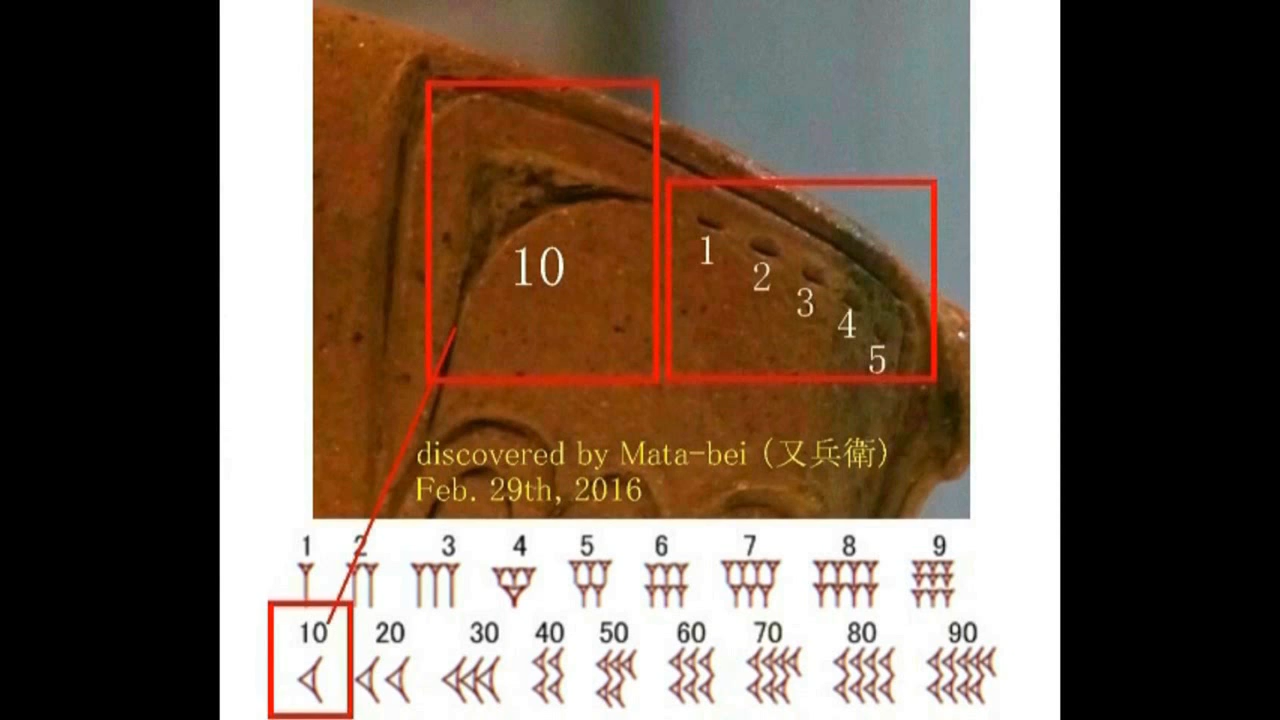 10
1
2
3
4
5
discovered by Mata-bei (又兵衛)
Feb. 29th, 2016
1 2 3 4 5 6 7 8 9
10 20 30 40 50 60 70 80 90